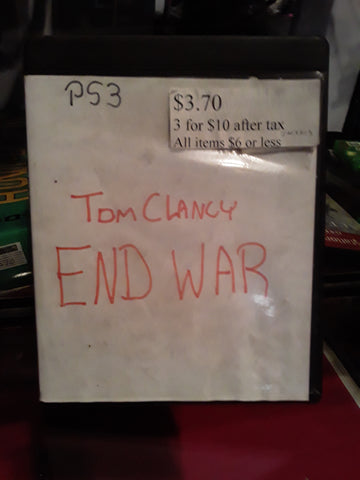 PS3
$3.70
3 for $10 after tax
All items $6 or less
Tom Clancy
END WAR